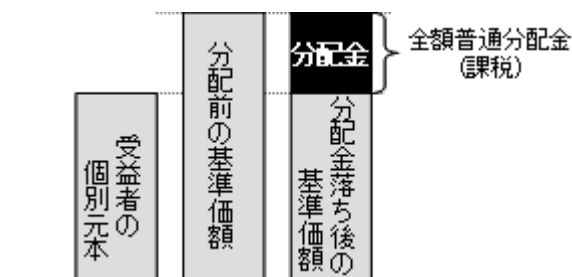 受益者の
個別元本
分配前の基準価額
分配金
分配金落ち後の
基準価額
全額普通分配金
(課税)